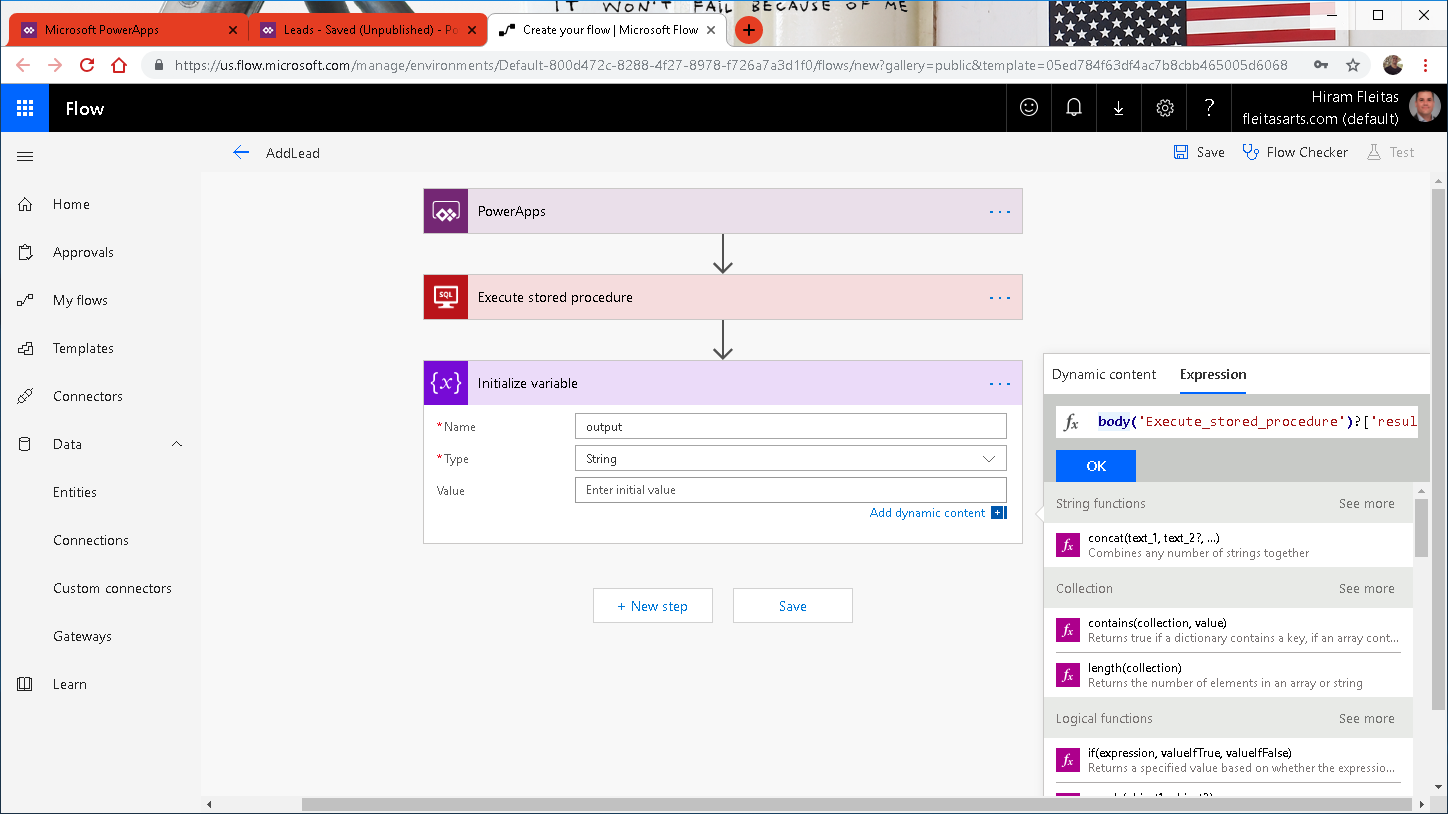 IT WON'T FAIL BECAUSE OF ME
Microsoft PowerApps
Leads - Saved (Unpublished) - Po
Create your flow | Microsoft Flow
https://us.flow.microsoft.com/manage/environments/Default-800d472c-8288-4f27-8978-f726a7a3d1f0/flows/new?gallery=public&template=05ed784f63df4ac7b8cbb465005d6068
Flow
?
Hiram Fleitas
fleitasarts.com (default)
AddLead
Save
Flow Checker
Test
Home
Approvals
My flows
Templates
Connectors
Data
Entities
Connections
Custom connectors
Gateways
Learn
PowerApps
...
SQL
Execute stored procedure
...
{x}
Initialize variable
...
*Name
output
*Type
String
Value
Enter initial value
Add dynamic content
+ New step
Save
Dynamic content
Expression
fx
body('Execute_stored_procedure')?['resul
OK
String functions
See more
fx
concat(text_1, text_2?, ...)
Combines any number of strings together
Collection
See more
fx
contains(collection, value)
Returns true if a dictionary contains a key, if an array cont...
fx
length(collection)
Returns the number of elements in an array or string
Logical functions
See more
fx
if(expression, valueIfTrue, valueIfFalse)
Returns a specified value based on whether the expressio...